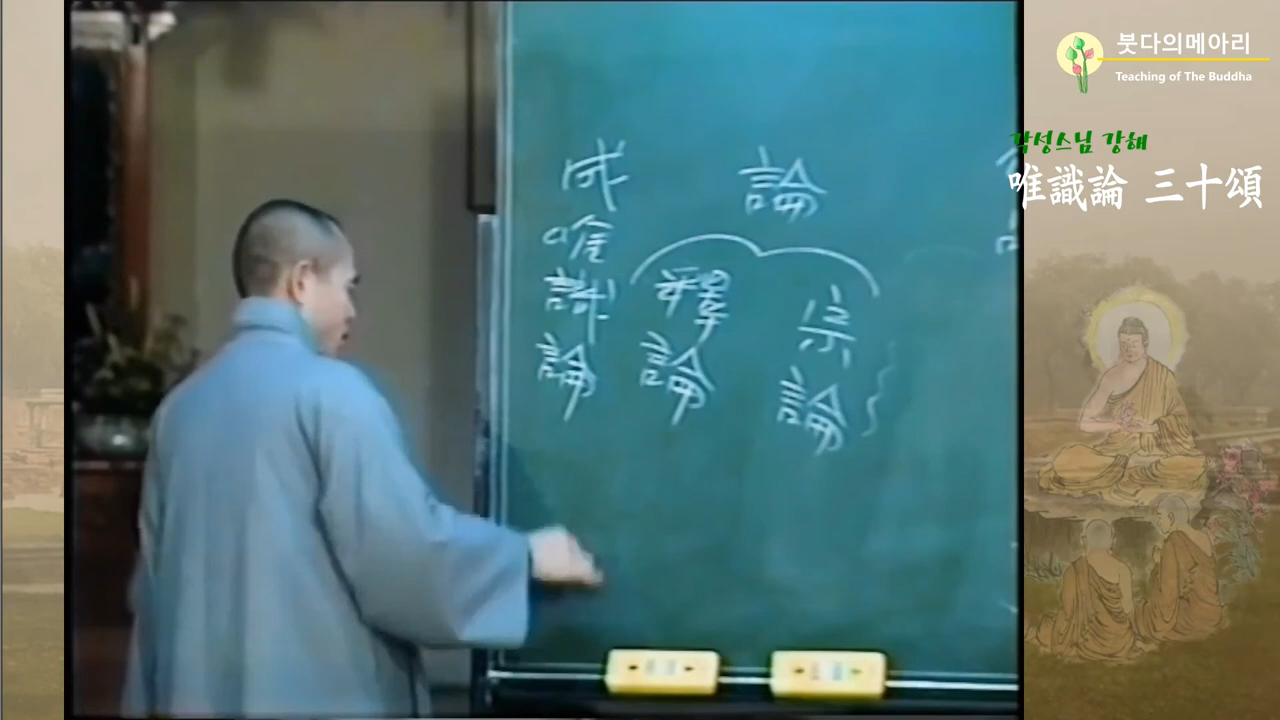 붓다의메아리
Teaching of The Buddha
각성스님 강해
唯識論 三十頌
論
宗論
釋論
成唯識論